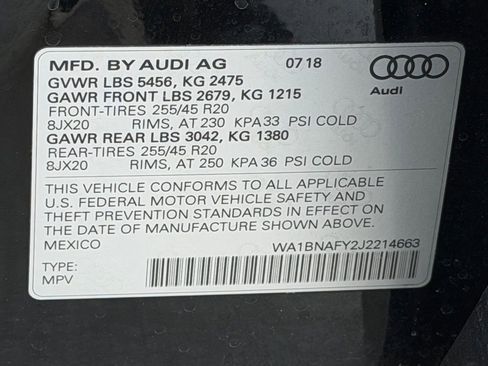 MFD. BY AUDI AG 07 18
GVWR LBS 5456, KG 2475
GAWR FRONT LBS 2679, KG 1215
FRONT-TIRES 255/45 R20
8JX20 RIMS, AT 230 KPA 33 PSI COLD
GAWR REAR LBS 3042, KG 1380
REAR-TIRES 255/45 R20
8JX20 RIMS, AT 250 KPA 36 PSI COLD
Audi
THIS VEHICLE CONFORMS TO ALL APPLICABLE
U.S. FEDERAL MOTOR VEHICLE SAFETY AND
THEFT PREVENTION STANDARDS IN EFFECT ON
DATE OF MANUFACTURE SHOWN ABOVE.
MEXICO WA1BNAFY2J2214663
TYPE:
MPV